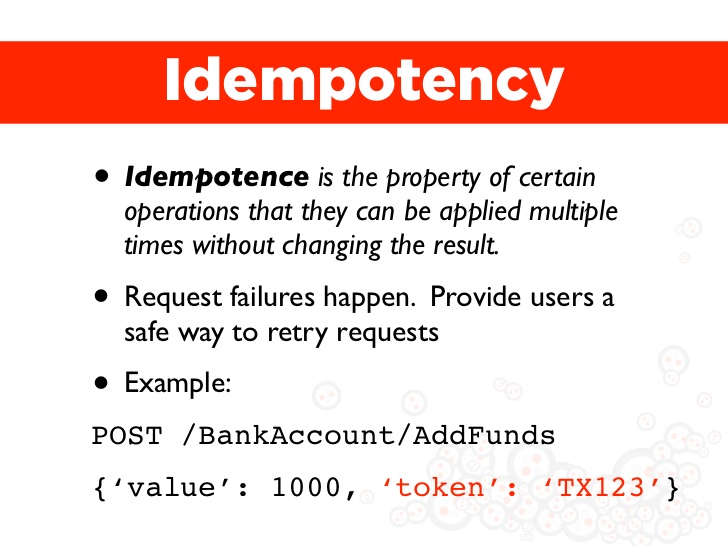 Idempotency
• Idempotence is the property of certain
operations that they can be applied multiple
times without changing the result.
• Request failures happen.  Provide users a
safe way to retry requests
• Example:
POST /BankAccount/AddFunds
{‘value’: 1000, ‘token’: ‘TX123’}